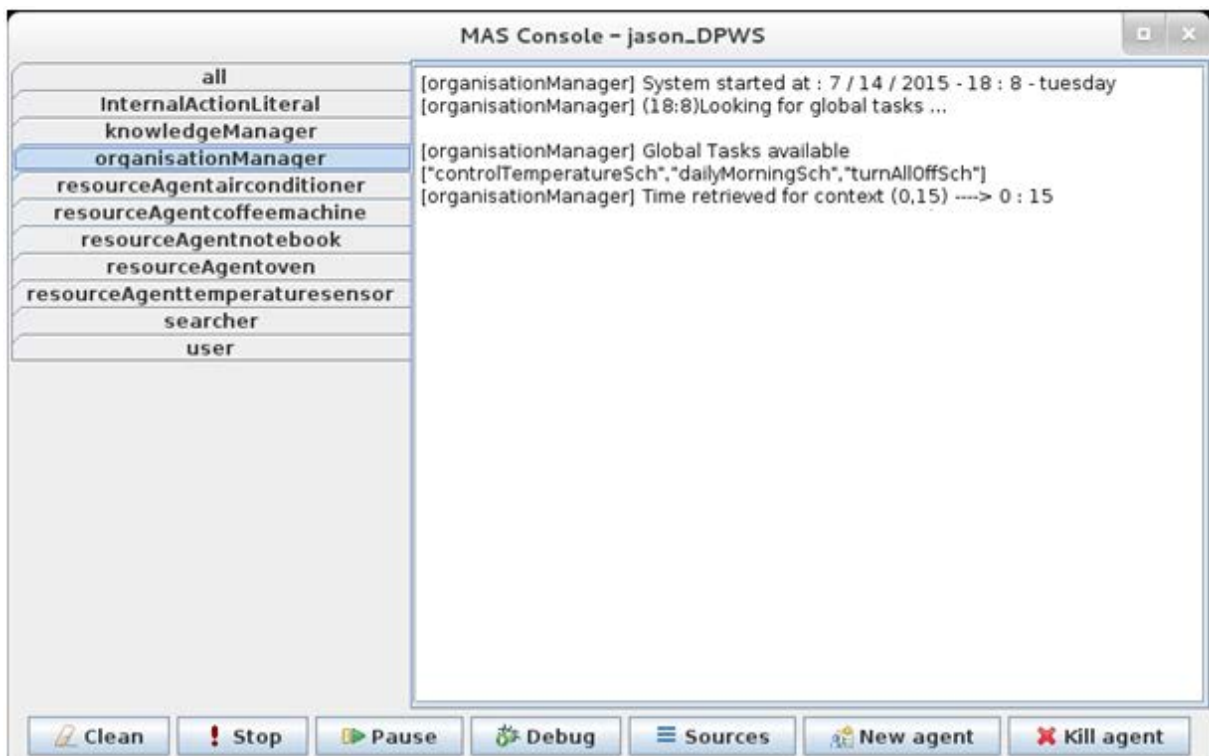 MAS Console – jason_DPWS
all
InternalActionLiteral
knowledgeManager
organisationManager
resourceAgentairconditioner
resourceAgentcoffeemachine
resourceAgentnotebook
resourceAgentoven
resourceAgenttemperaturesensor
searcher
user
[organisationManager] System started at : 7 / 14 / 2015 - 18 : 8 - tuesday
[organisationManager] (18:8)Looking for global tasks ...
[organisationManager] Global Tasks available
["controlTemperatureSch","dailyMorningSch","turnAllOffSch"]
[organisationManager] Time retrieved for context (0,15) ----> 0 : 15
Clean
Stop
Pause
Debug
Sources
New agent
Kill agent